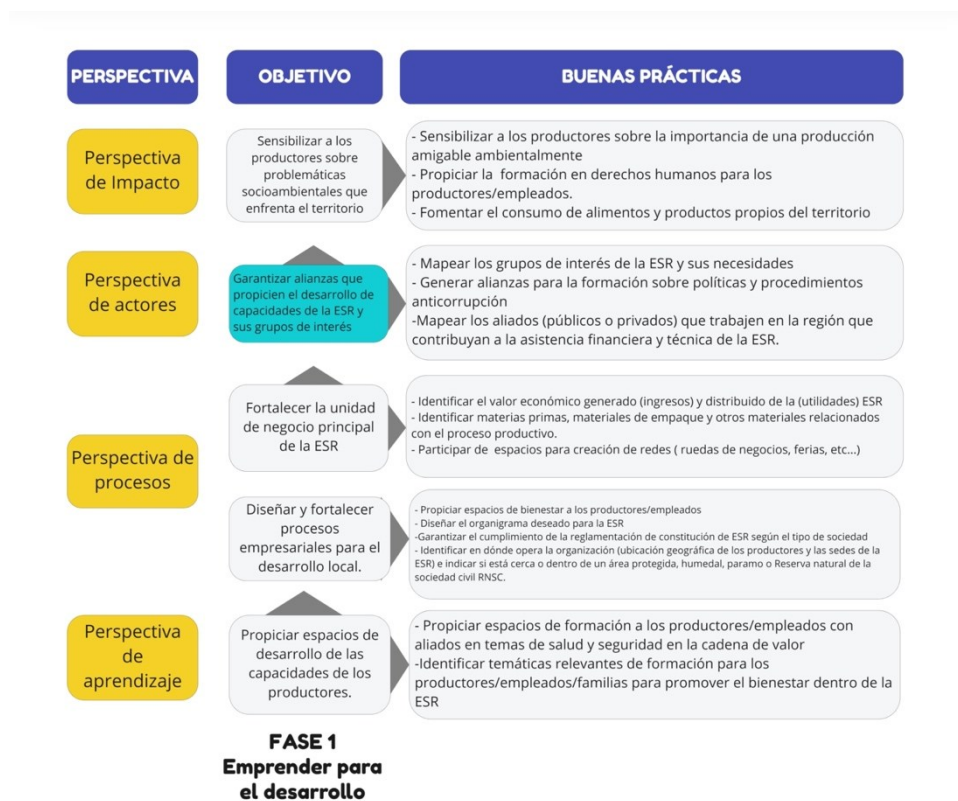 PERSPECTIVA
OBJETIVO
BUENAS PRÁCTICAS
Perspectiva
de Impacto
Sensibilizar a los
productores sobre
problemáticas
socioambientales que
enfrenta el territorio
- Sensibilizar a los productores sobre la importancia de una producción
amigable ambientalmente
- Propiciar la formación en derechos humanos para los
productores/empleados.
- Fomentar el consumo de alimentos y productos propios del territorio
Perspectiva
de actores
Garantizar alianzas que
propicien el desarrollo de
capacidades de la ESR y
sus grupos de interés
- Mapear los grupos de interés de la ESR y sus necesidades
- Generar alianzas para la formación sobre políticas y procedimientos
anticorrupción
-Mapear los aliados (públicos o privados) que trabajen en la región que
contribuyan a la asistencia financiera y técnica de la ESR.
Perspectiva de
procesos
Fortalecer la unidad
de negocio principal
de la ESR
- Identificar el valor económico generado (ingresos) y distribuido de la (utilidades) ESR
- Identificar materias primas, materiales de empaque y otros materiales relacionados
con el proceso productivo.
- Participar de espacios para creación de redes ( ruedas de negocios, ferias, etc...)
Diseñar y fortalecer
procesos
empresariales para el
desarrollo local.
- Propiciar espacios de bienestar a los productores/empleados
- Diseñar el organigrama deseado para la ESR
-Garantizar el cumplimiento de la reglamentación de constitución de ESR según el tipo de sociedad
- Identificar en dónde opera la organización (ubicación geográfica de los productores y las sedes de la
ESR) e indicar si está cerca o dentro de un área protegida, humedal, paramo o Reserva natural de la
sociedad civil RNSC.
Perspectiva
de
aprendizaje
Propiciar espacios de
desarrollo de las
capacidades de los
productores.
- Propiciar espacios de formación a los productores/empleados con
aliados en temas de salud y seguridad en la cadena de valor
-Identificar temáticas relevantes de formación para los
productores/empleados/familias para promover el bienestar dentro de la
ESR
FASE 1
Emprender para
el desarrollo